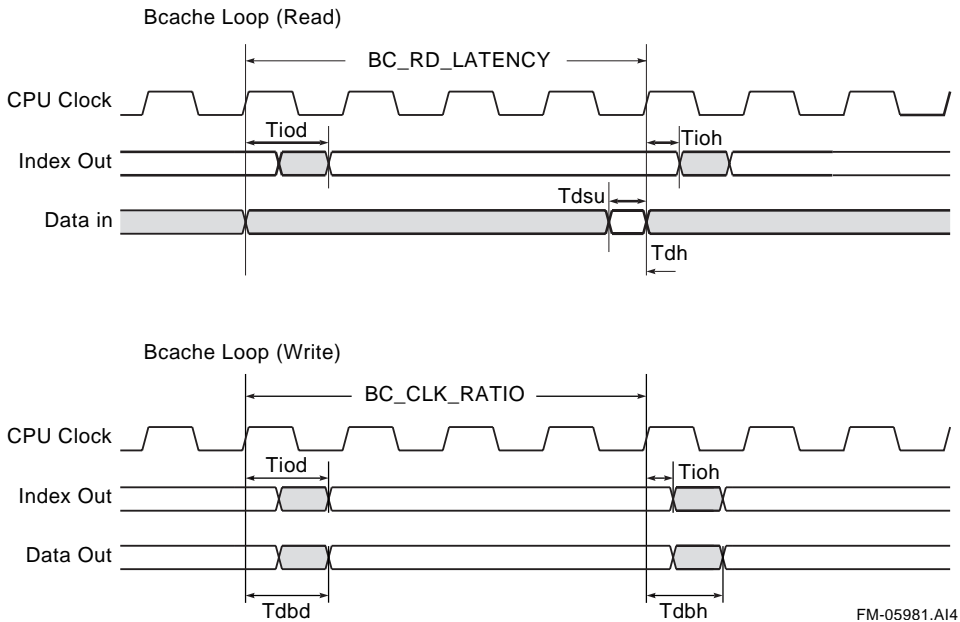 Bcache Loop (Read)
BC_RD_LATENCY
CPU Clock
Tiod
Tioh
Index Out
Tdsu
Data in
Tdh
Bcache Loop (Write)
BC_CLK_RATIO
CPU Clock
Tiod
Tioh
Index Out
Data Out
Tdbd
Tdbh
FM-05981.AI4